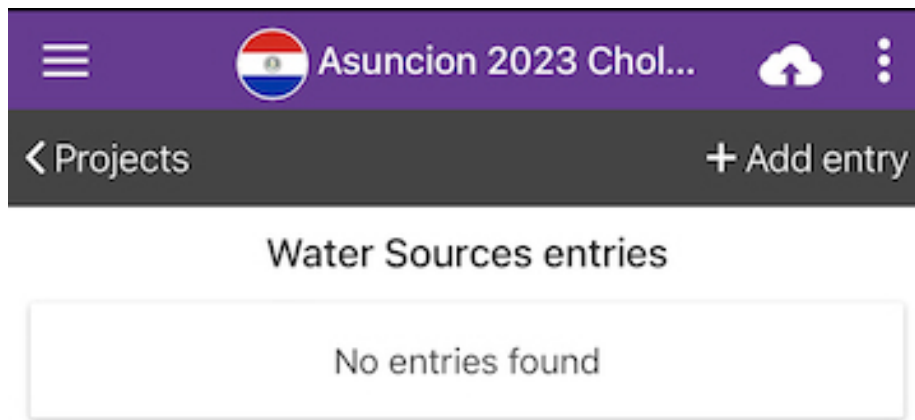 Asuncion 2023 Chol...
Projects + Add entry
Water Sources entries
No entries found